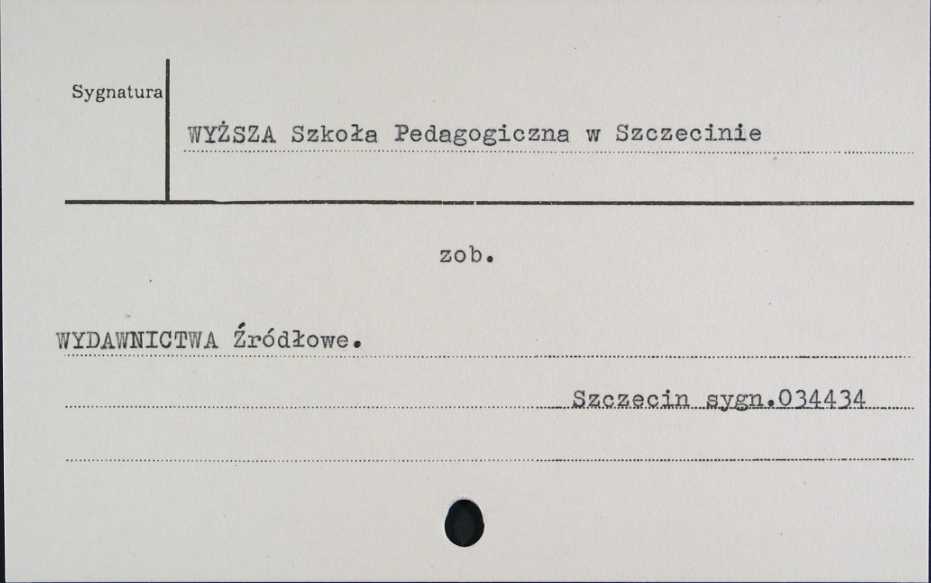 Sygnatura
WYŻSZA Szkoła Pedagogiczna w Szczecinie
zob.
WYDAWNICTWA Źródłowe.
Szczecin sygn.034434